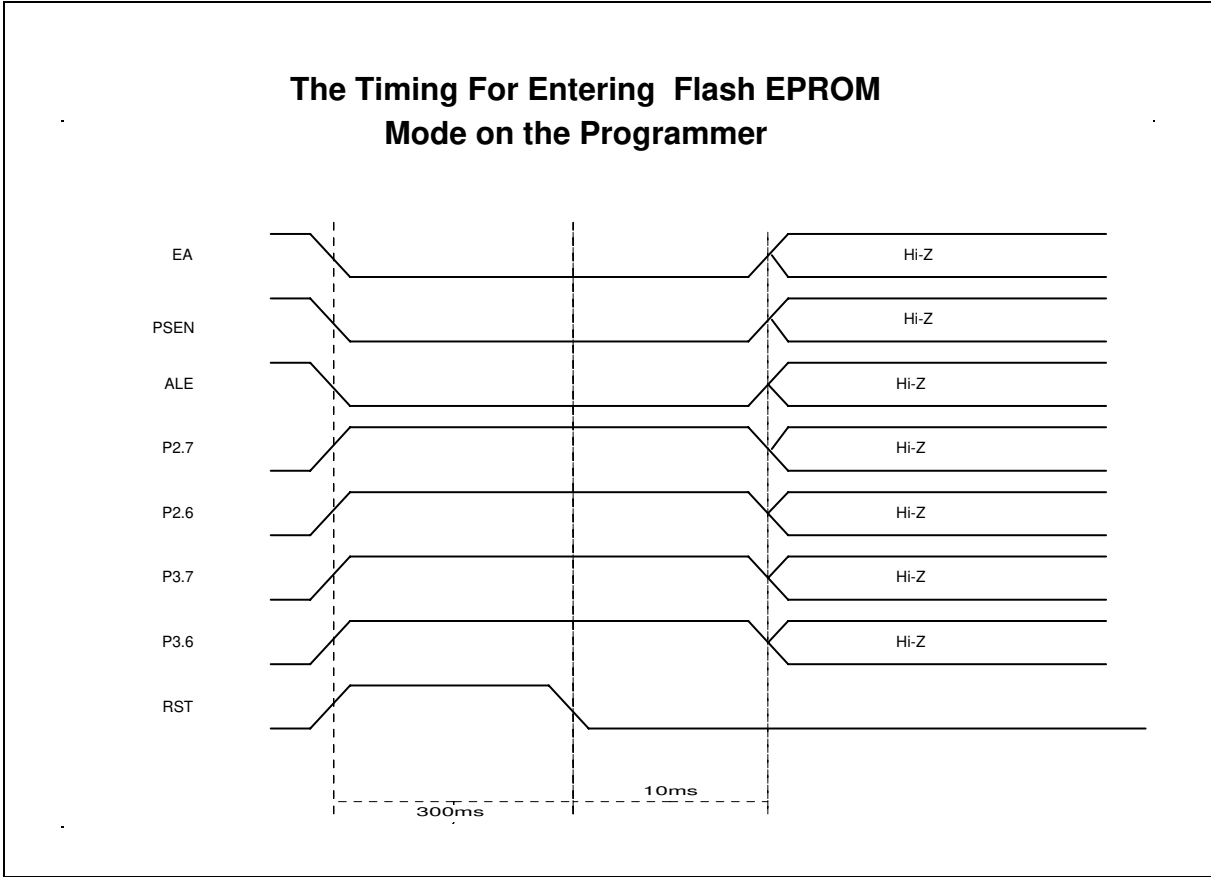 The Timing For Entering Flash EPROM
Mode on the Programmer
EA Hi-Z
PSEN Hi-Z
ALE Hi-Z
P2.7 Hi-Z
P2.6 Hi-Z
P3.7 Hi-Z
P3.6 Hi-Z
RST
10ms
300ms